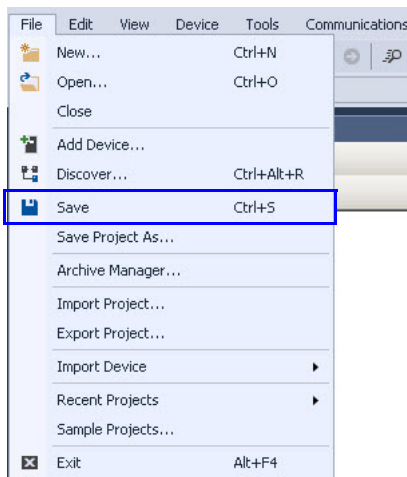 File Edit View Device Tools Communications
New... Ctrl+N
Open... Ctrl+O
Close
Add Device...
Discover... Ctrl+Alt+R
Save Ctrl+S
Save Project As...
Archive Manager...
Import Project...
Export Project...
Import Device
Recent Projects
Sample Projects...
Exit Alt+F4